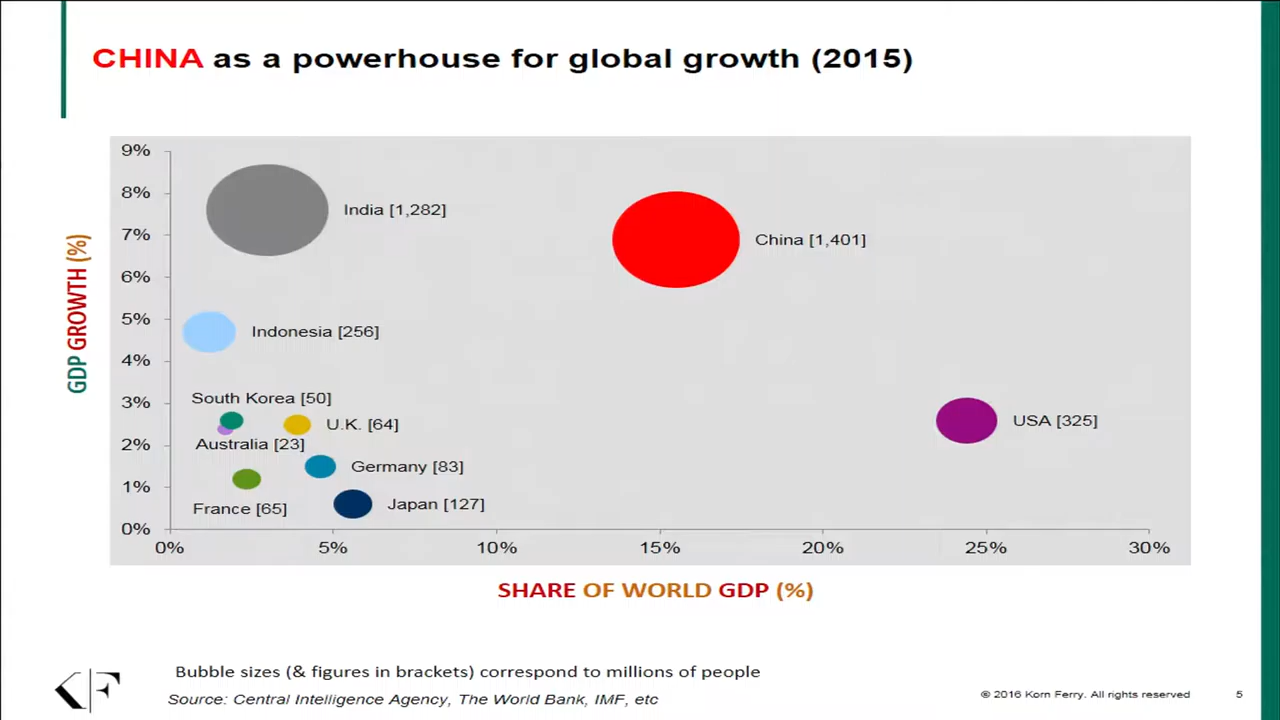 CHINA as a powerhouse for global growth (2015)
GDP GROWTH (%)
9%
8%
7%
6%
5%
4%
3%
2%
1%
0%
India [1,282]
China [1,401]
Indonesia [256]
South Korea [50]
U.K. [64]
USA [325]
Australia [23]
Germany [83]
France [65]
Japan [127]
0% 5% 10% 15% 20% 25% 30%
SHARE OF WORLD GDP (%)
Bubble sizes (& figures in brackets) correspond to millions of people
KF
Source: Central Intelligence Agency, The World Bank, IMF, etc
© 2016 Korn Ferry. All rights reserved 5